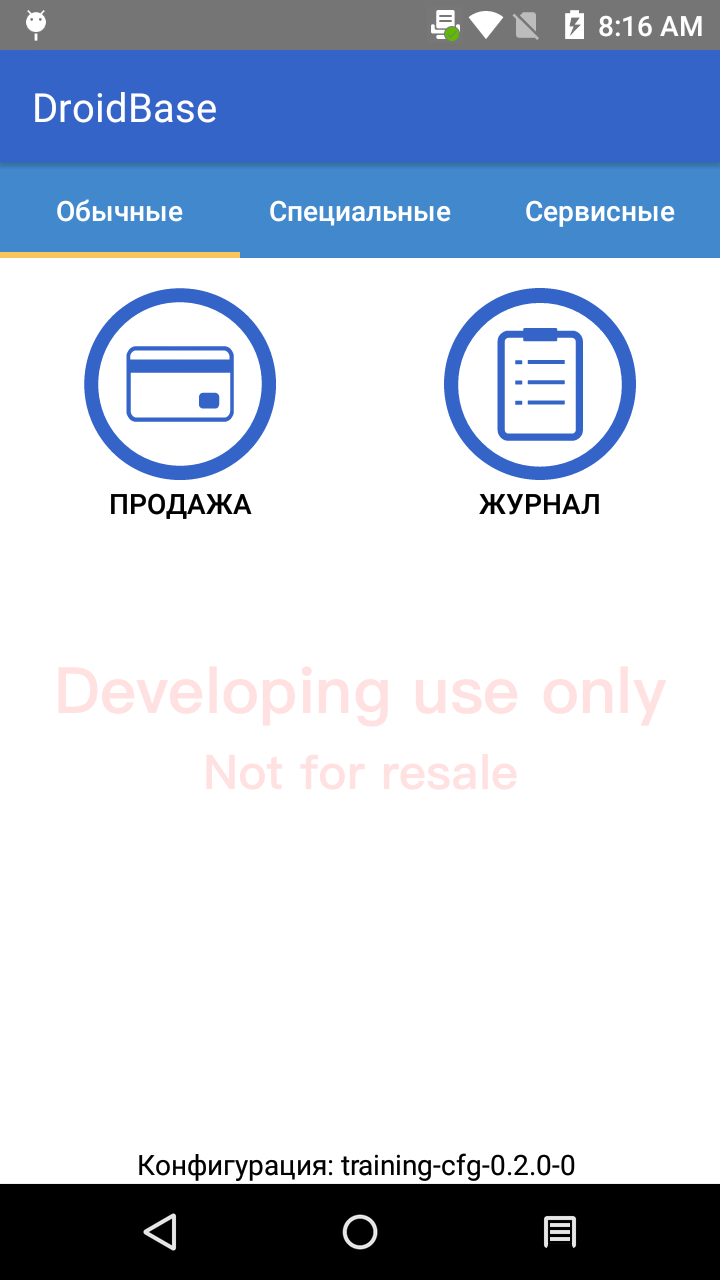 8:16 AM
DroidBase
Обычные Специальные Сервисные
ПРОДАЖА ЖУРНАЛ
Developing use only
Not for resale
Конфигурация: training-cfg-0.2.0-0